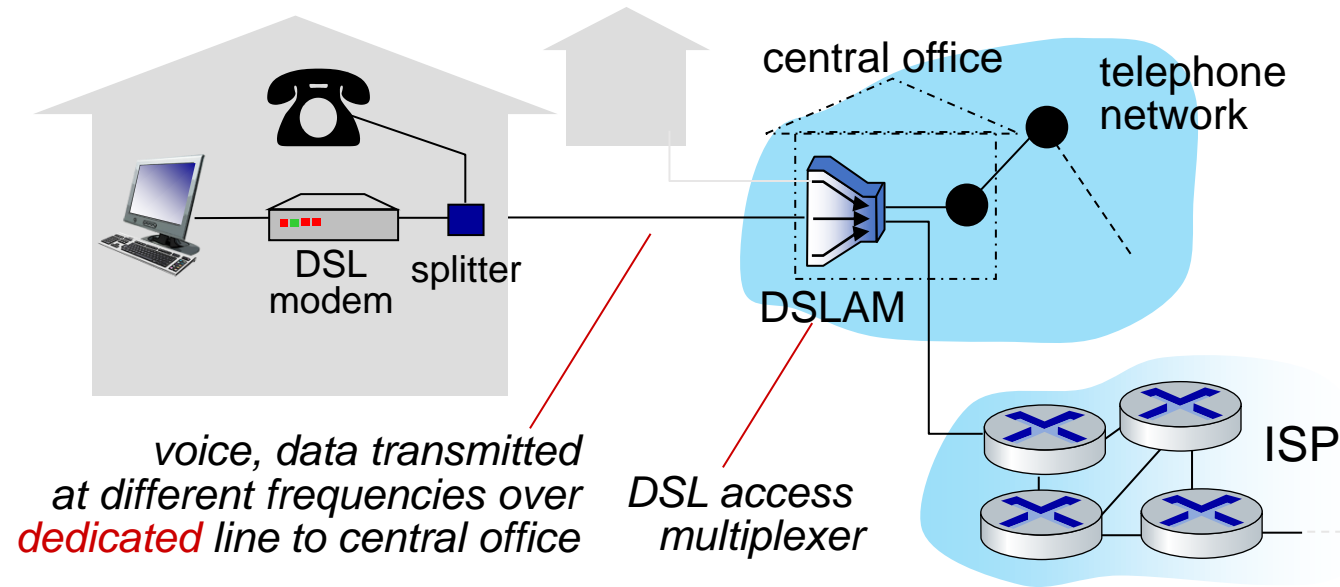 central office
telephone
network
DSL
modem
splitter
DSLAM
ISP
voice, data transmitted
at different frequencies over
dedicated line to central office
DSL access
multiplexer